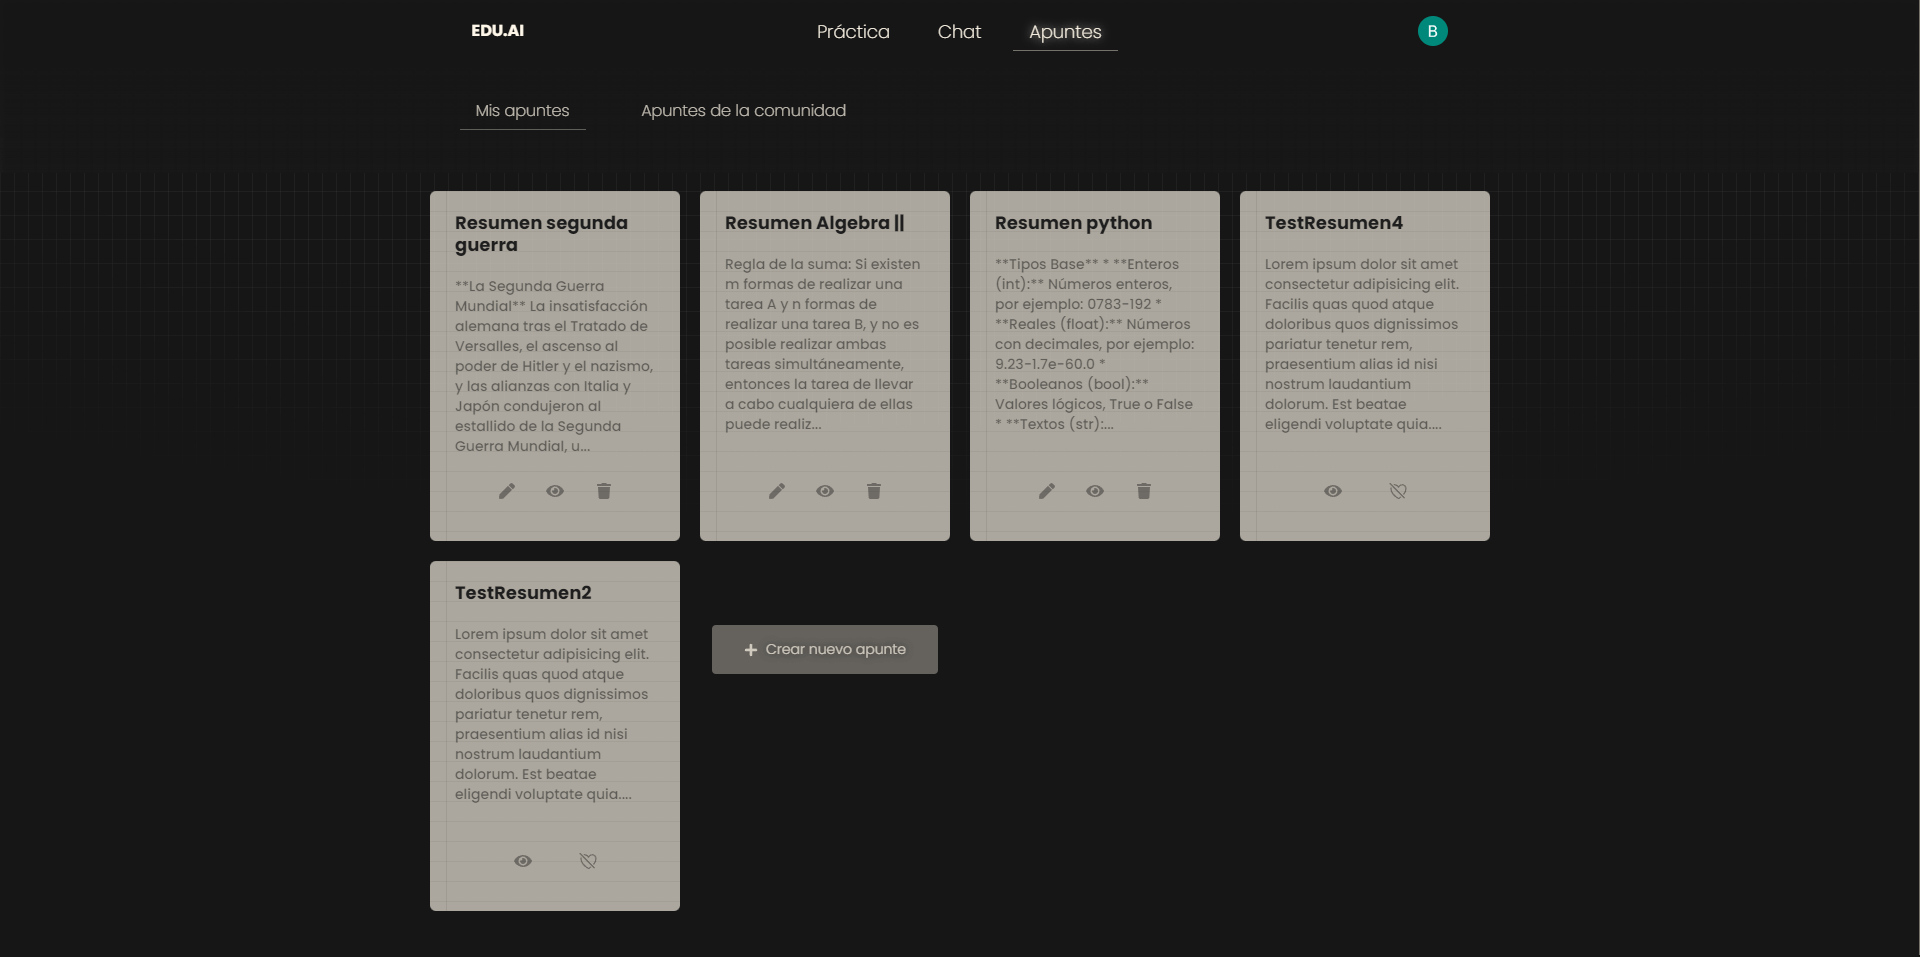 EDU.AI
Práctica
Chat
Apuntes
B
Mis apuntes
Apuntes de la comunidad
Resumen segunda
guerra
**La Segunda Guerra
Mundial** La insatisfacción
alemana tras el Tratado de
Versalles, el ascenso al
poder de Hitler y el nazismo,
y las alianzas con Italia y
Japón condujeron al
estallido de la Segunda
Guerra Mundial, u...
Resumen Algebra ||
Regla de la suma: Si existen
m formas de realizar una
tarea A y n formas de
realizar una tarea B, y no es
posible realizar ambas
tareas simultáneamente,
entonces la tarea de llevar
a cabo cualquiera de ellas
puede realiz...
Resumen python
**Tipos Base** * **Enteros
(int):** Números enteros,
por ejemplo: 0783-192 *
**Reales (float):** Números
con decimales, por ejemplo:
9.23-1.7e-60.0 *
**Booleanos (bool):**
Valores lógicos, True o False
* **Textos (str):...
TestResumen4
Lorem ipsum dolor sit amet
consectetur adipisicing elit.
Facilis quas quod atque
doloribus quos dignissimos
pariatur tenetur rem,
praesentium alias id nisi
nostrum laudantium
dolorum. Est beatae
eligendi voluptate quia....
TestResumen2
Lorem ipsum dolor sit amet
consectetur adipisicing elit.
Facilis quas quod atque
doloribus quos dignissimos
pariatur tenetur rem,
praesentium alias id nisi
nostrum laudantium
dolorum. Est beatae
eligendi voluptate quia....
Crear nuevo apunte